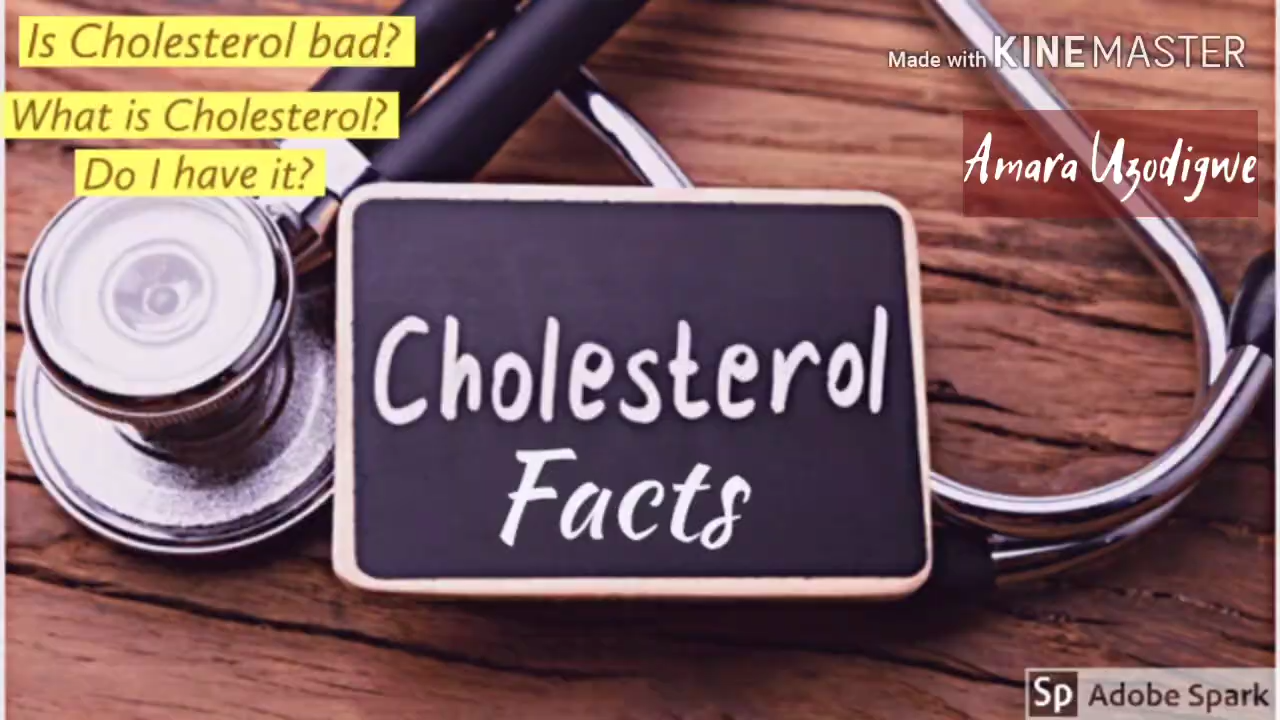 Is Cholesterol bad?
What is Cholesterol?
Do I have it?
Made with KINEMASTER
Amara Uzodigwe
Cholesterol
Facts
Sp Adobe Spark